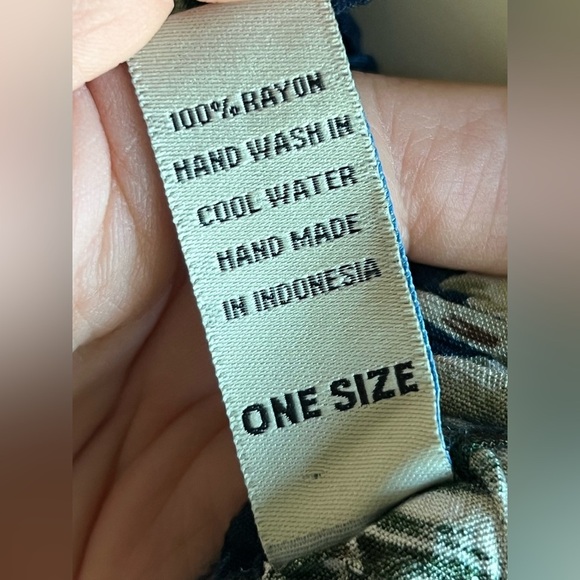 100% RAYON
HAND WASH IN
COOL WATER
HAND MADE
IN INDONESIA
ONE SIZE